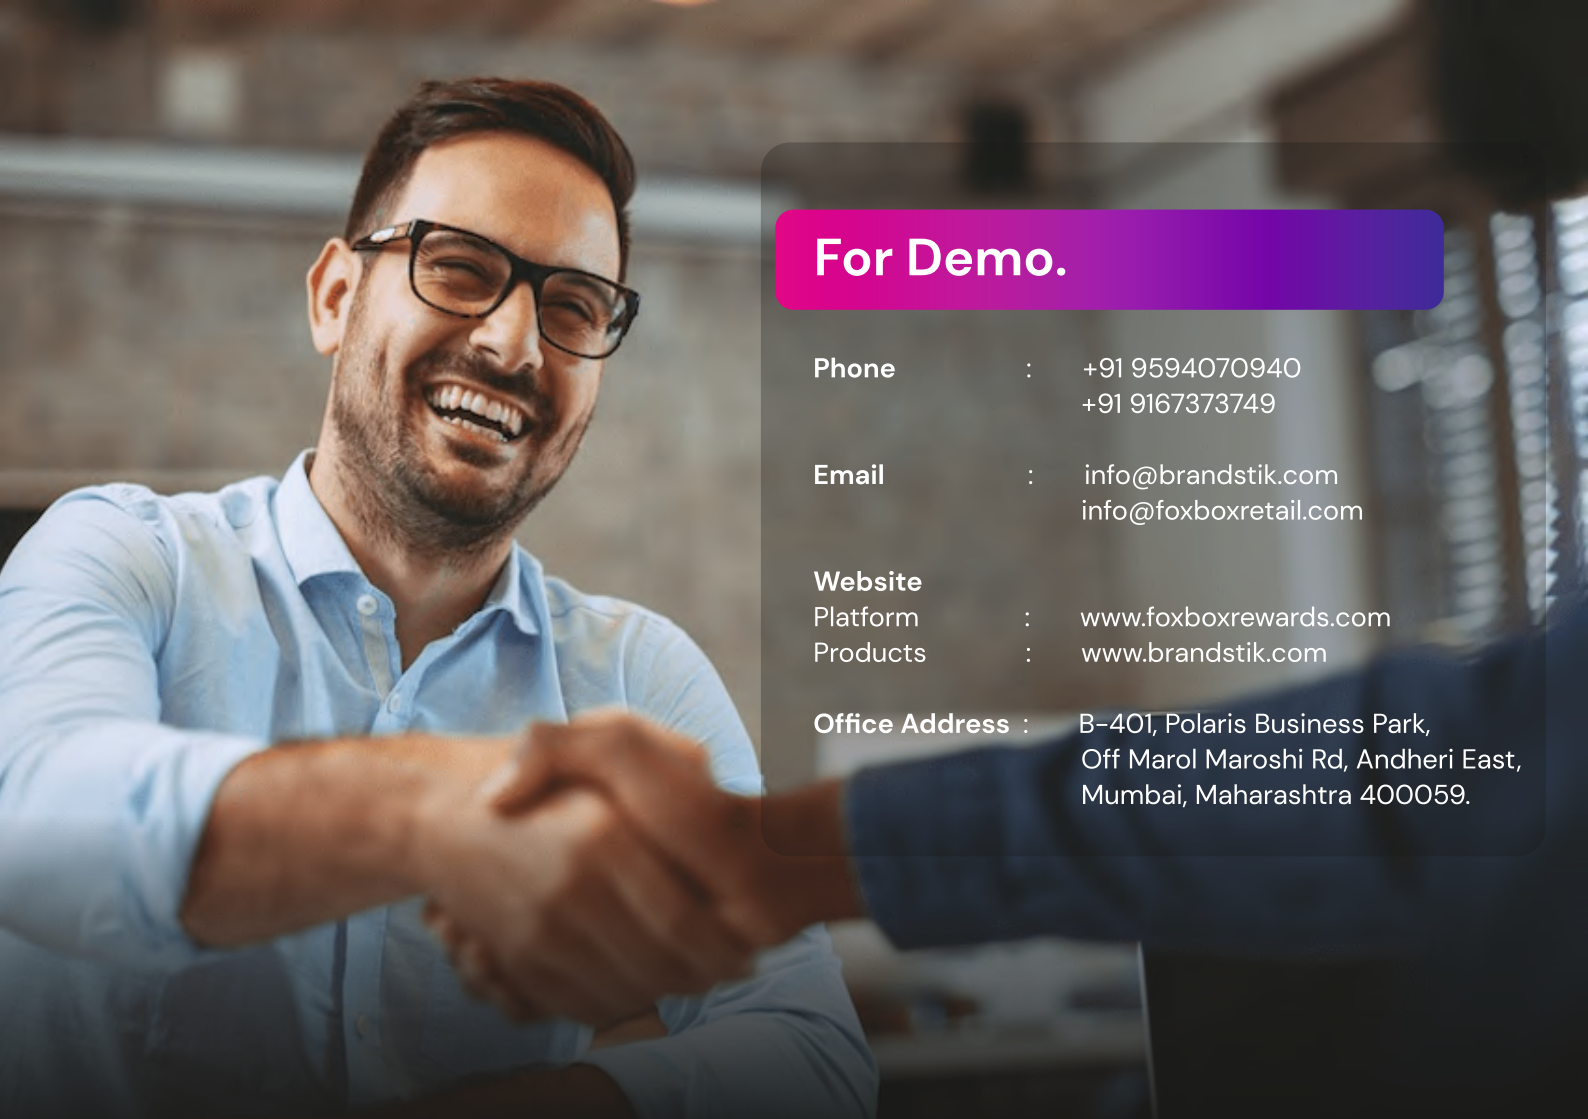 For Demo.
Phone : +91 9594070940
+91 9167373749
Email : info@brandstik.com
info@foxboxretail.com
Website
Platform : www.foxboxrewards.com
Products : www.brandstik.com
Office Address : B-401, Polaris Business Park,
Off Marol Maroshi Rd, Andheri East,
Mumbai, Maharashtra 400059.